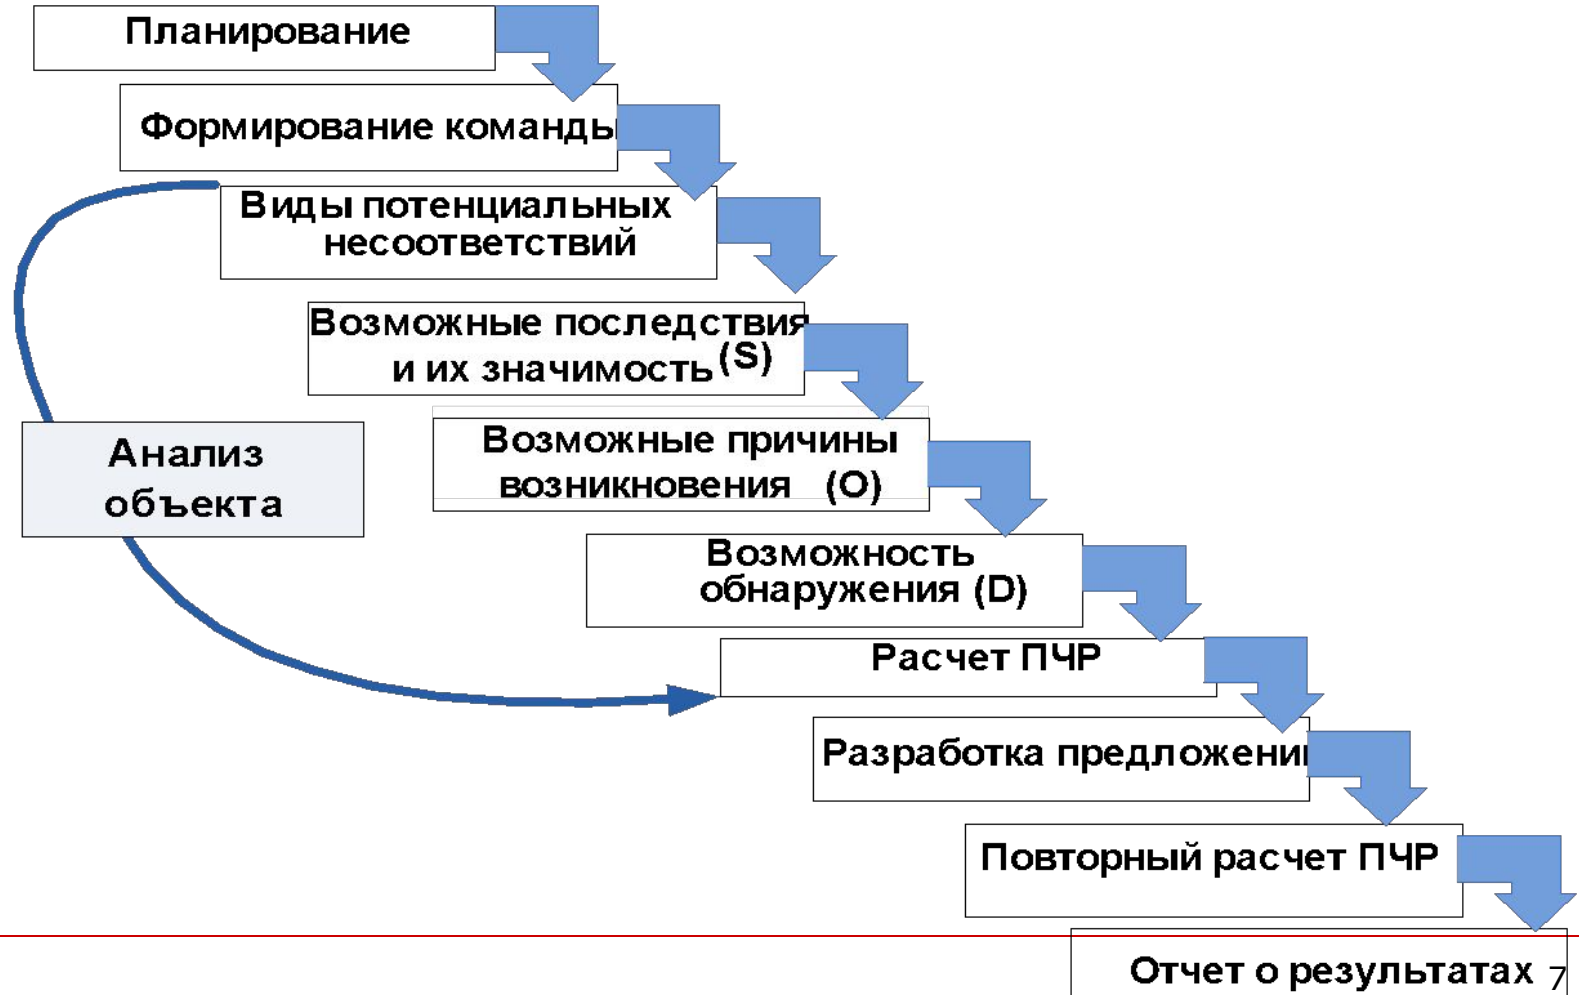 Планирование
Формирование команды
Виды потенциальных
несоответствий
Возможные последствия
и их значимость (S)
Возможные причины
возникновения (O)
Анализ
объекта
Возможность
обнаружения (D)
Расчет ПЧР
Разработка предложени
Повторный расчет ПЧР
Отчет о результатах
7